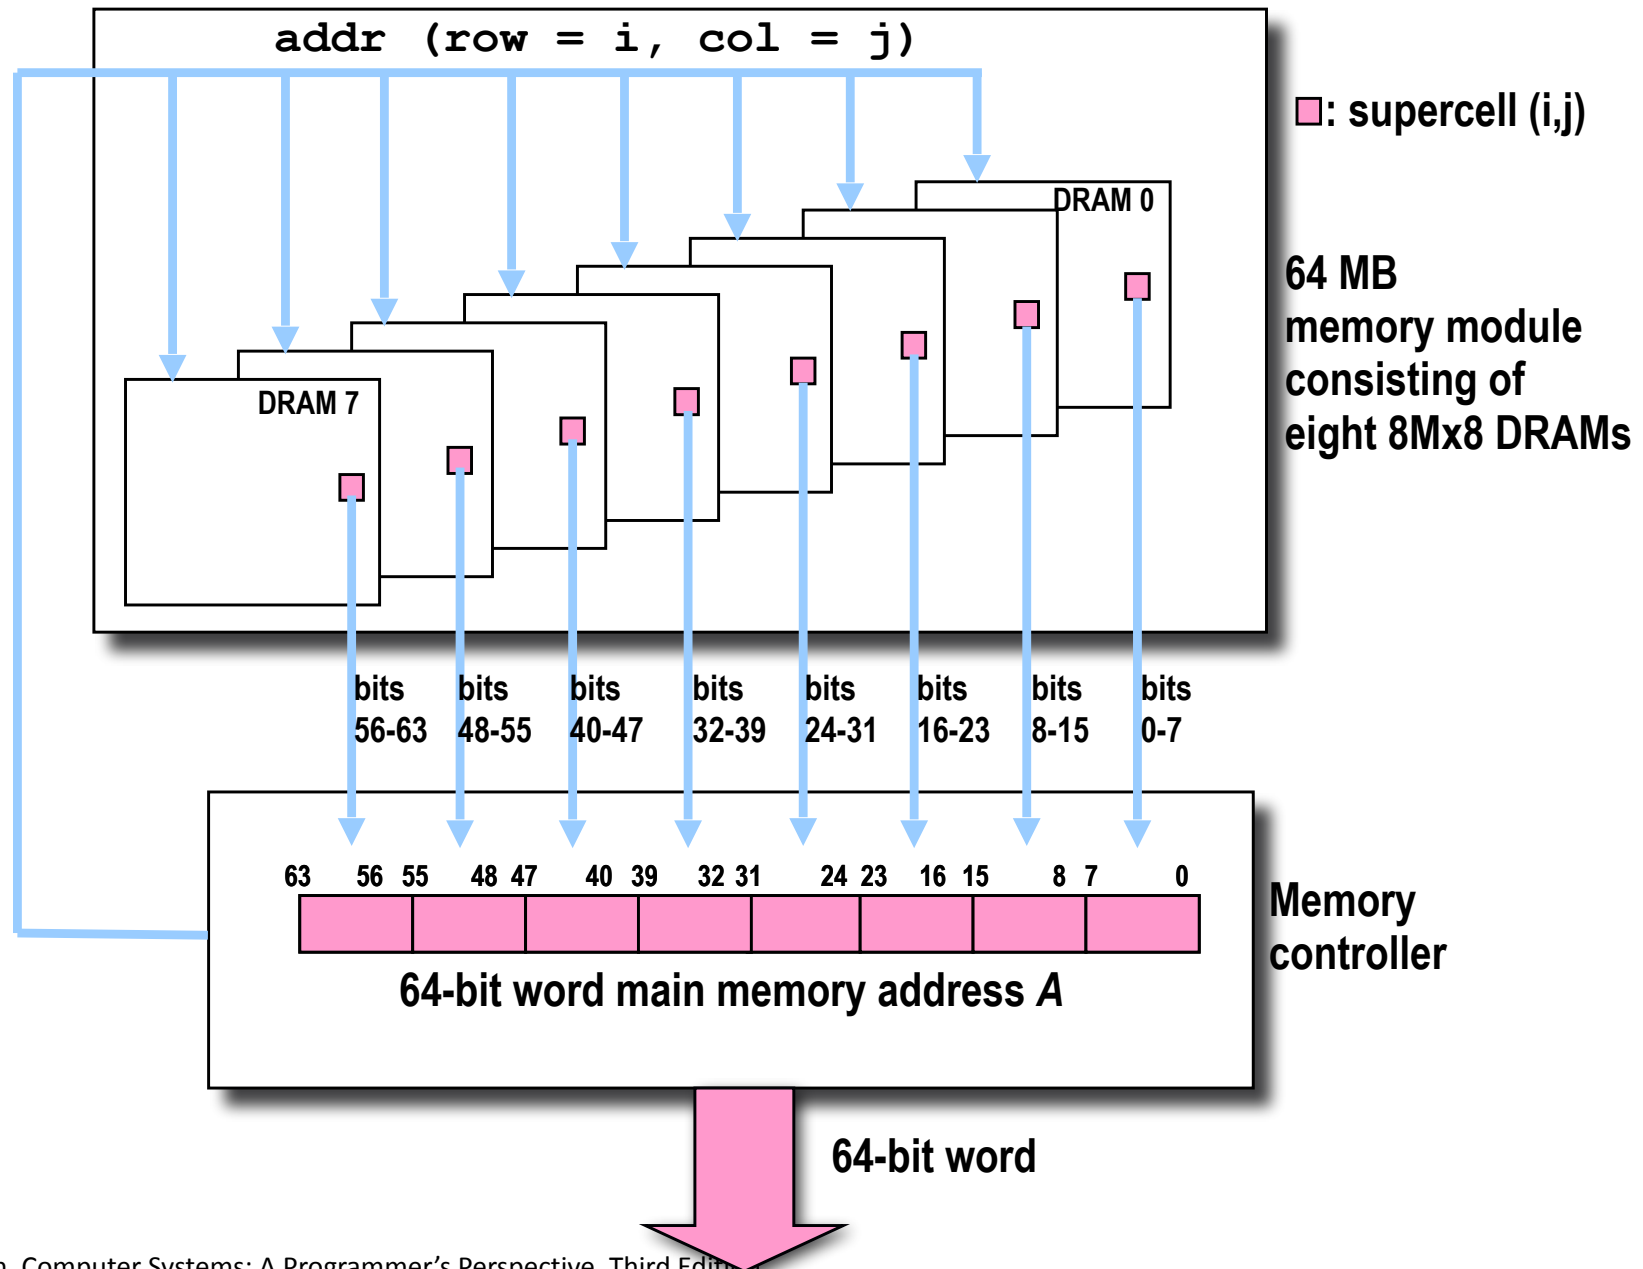 addr (row = i, col = j)
: supercell (i,j)
DRAM 0
64 MB
memory module
consisting of
eight 8Mx8 DRAMs
DRAM 7
bits bits bits bits bits bits bits bits
56-63 48-55 40-47 32-39 24-31 16-23 8-15 0-7
63 56 55 48 47 40 39 32 31 24 23 16 15 8 7 0
Memory
controller
64-bit word main memory address A
64-bit word
Computer Systems: A Programmer's Perspective, Third